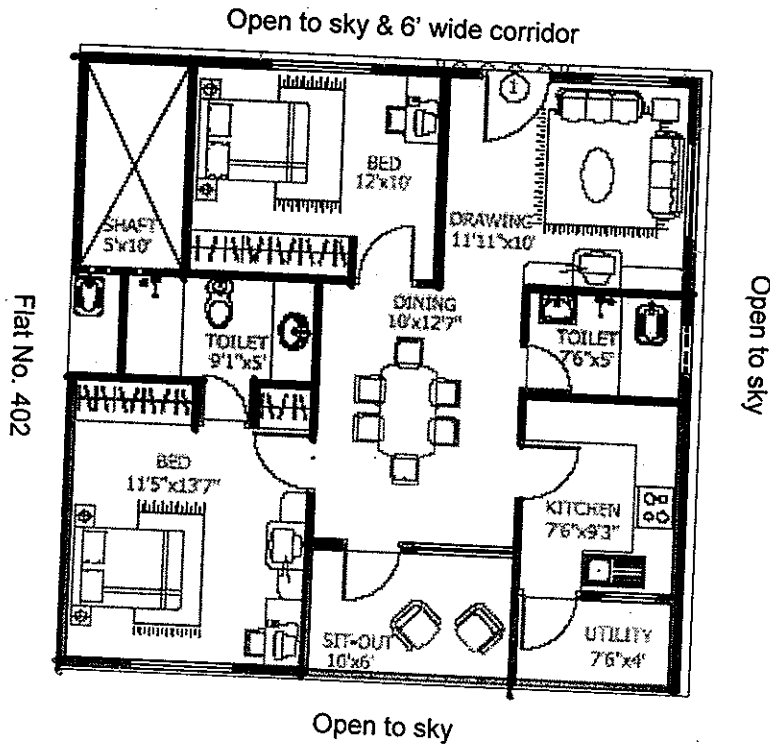 Open to sky & 6' wide corridor
1
BED
12'x10'
SHAFT
5'x10'
DRAWING
11'11"x10'
DINING
10'x12'7"
TOILET
9'1"x5'
TOILET
7'6"x5'
Flat No. 402
Open to sky
BED
11'5"x13'7"
KITCHEN
7'6"x9'3"
SIT-OUT
10'x6'
UTILITY
7'6"x4'
Open to sky